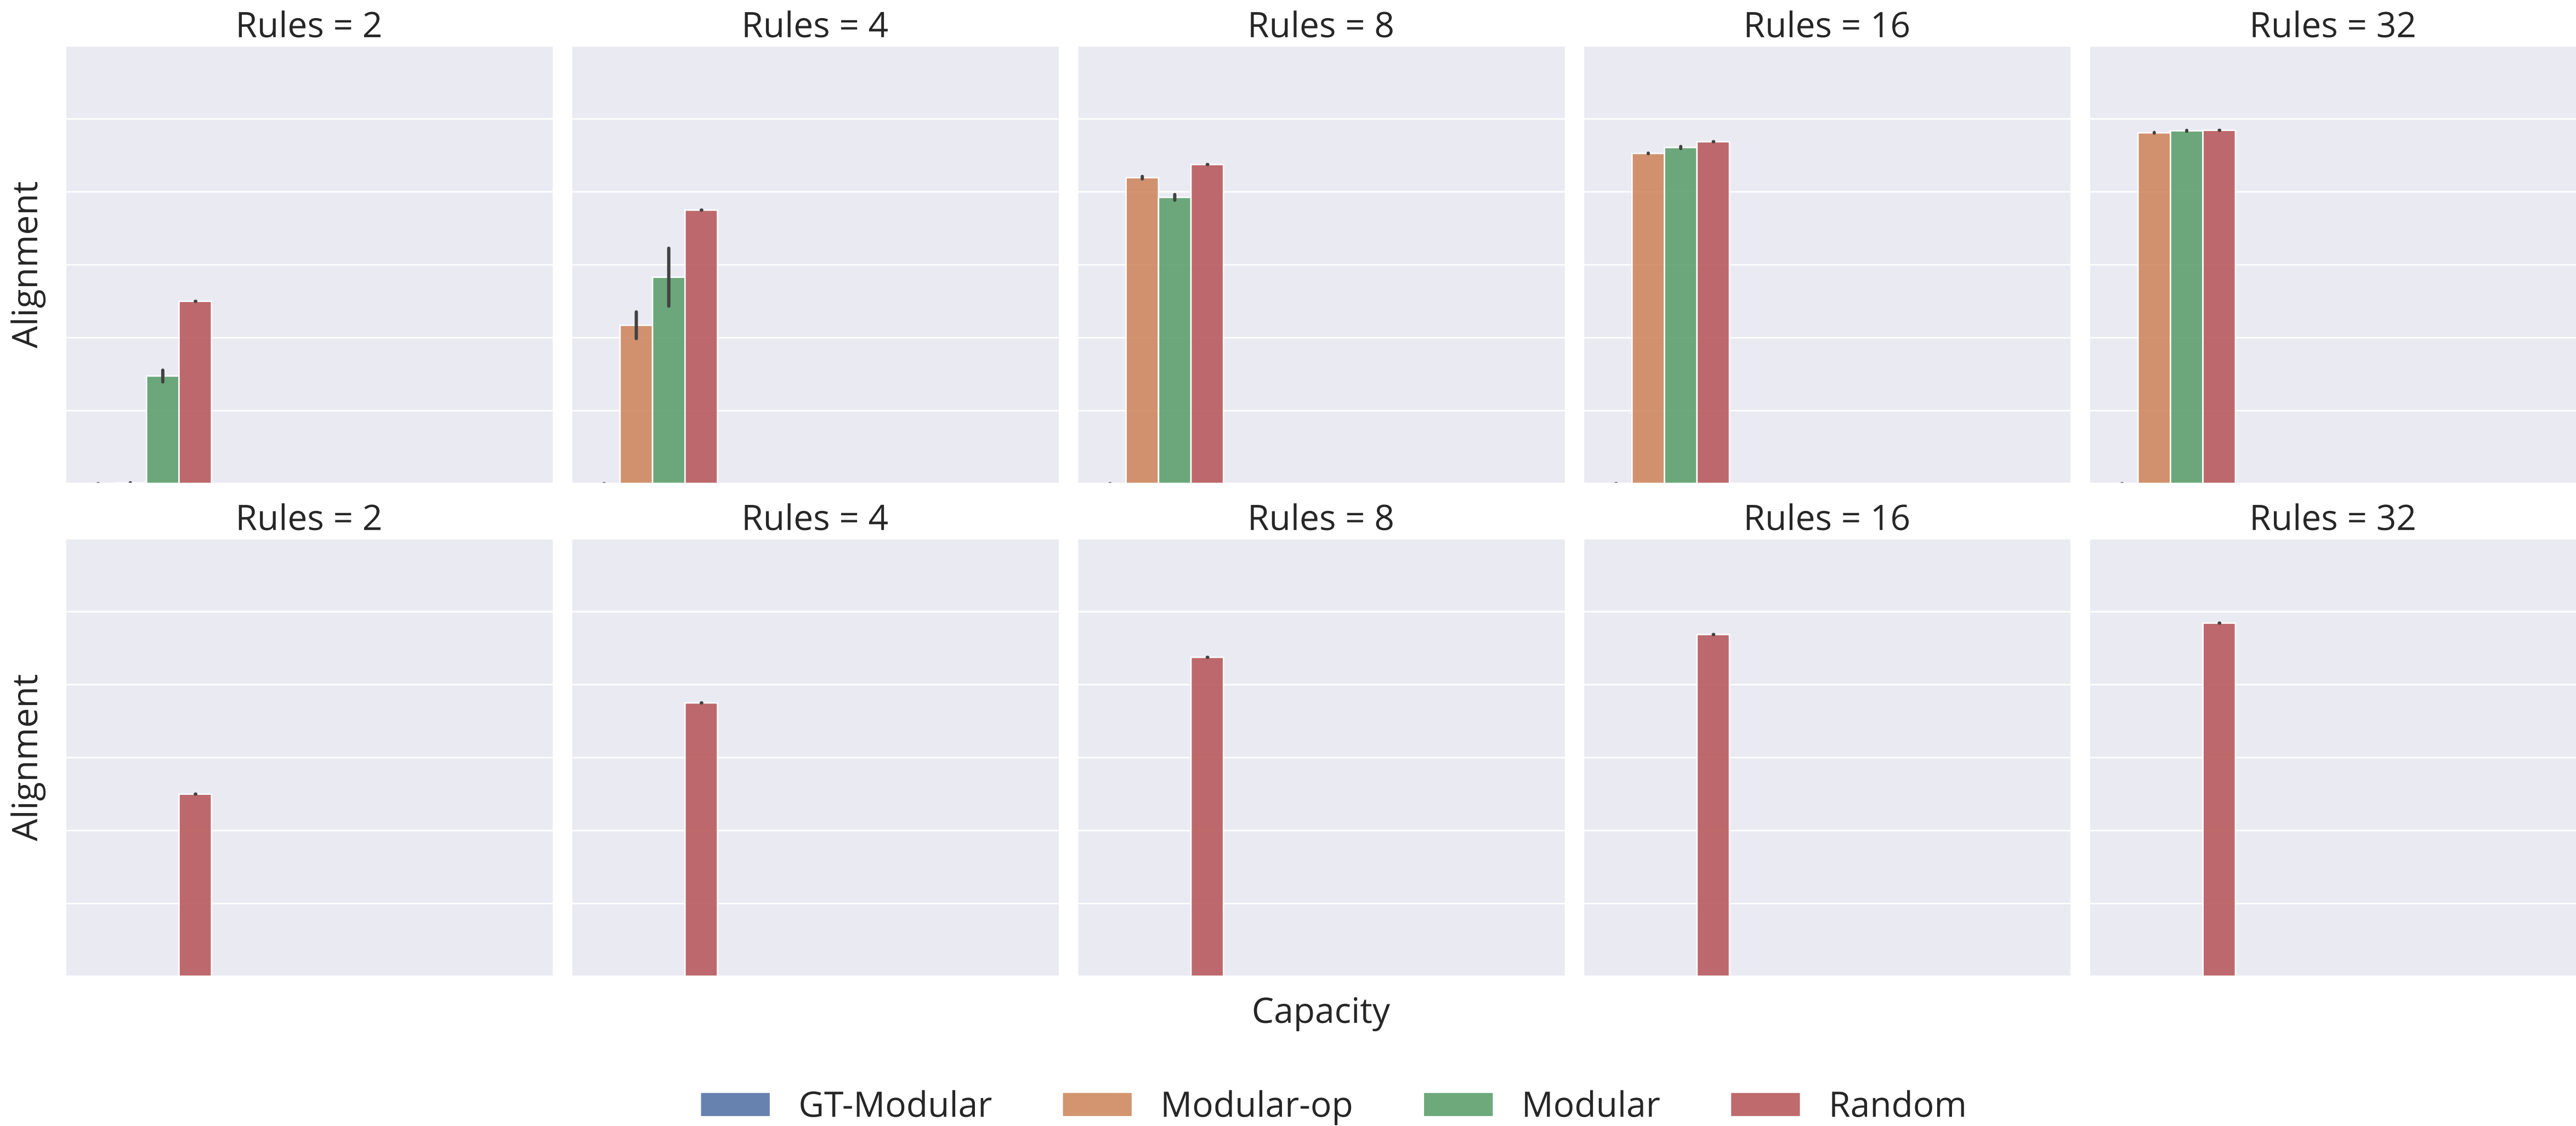 Rules = 2
Rules = 4
Rules = 8
Rules = 16
Rules = 32
Alignment
Rules = 2
Rules = 4
Rules = 8
Rules = 16
Rules = 32
Alignment
Capacity
GT-Modular
Modular-op
Modular
Random